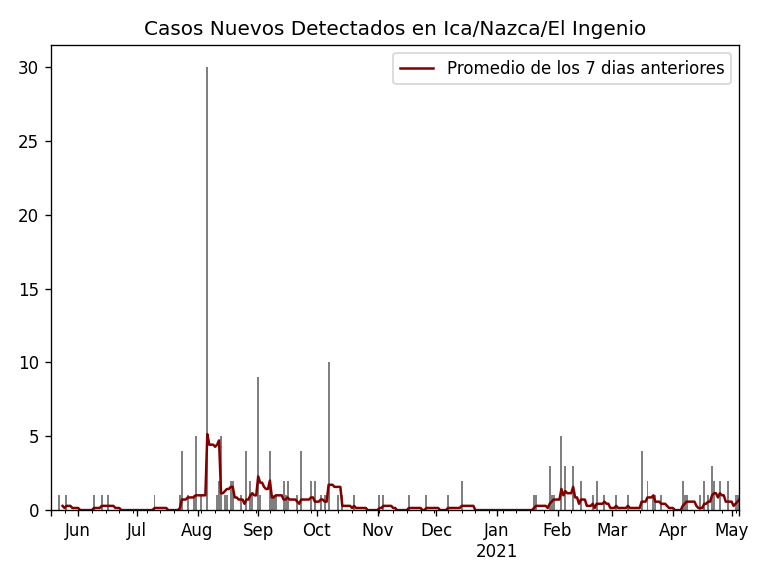 Casos Nuevos Detectados en Ica/Nazca/El Ingenio
Promedio de los 7 dias anteriores
30
25
20
15
10
5
0
Jun Jul Aug Sep Oct Nov Dec Jan Feb Mar Apr May
2021